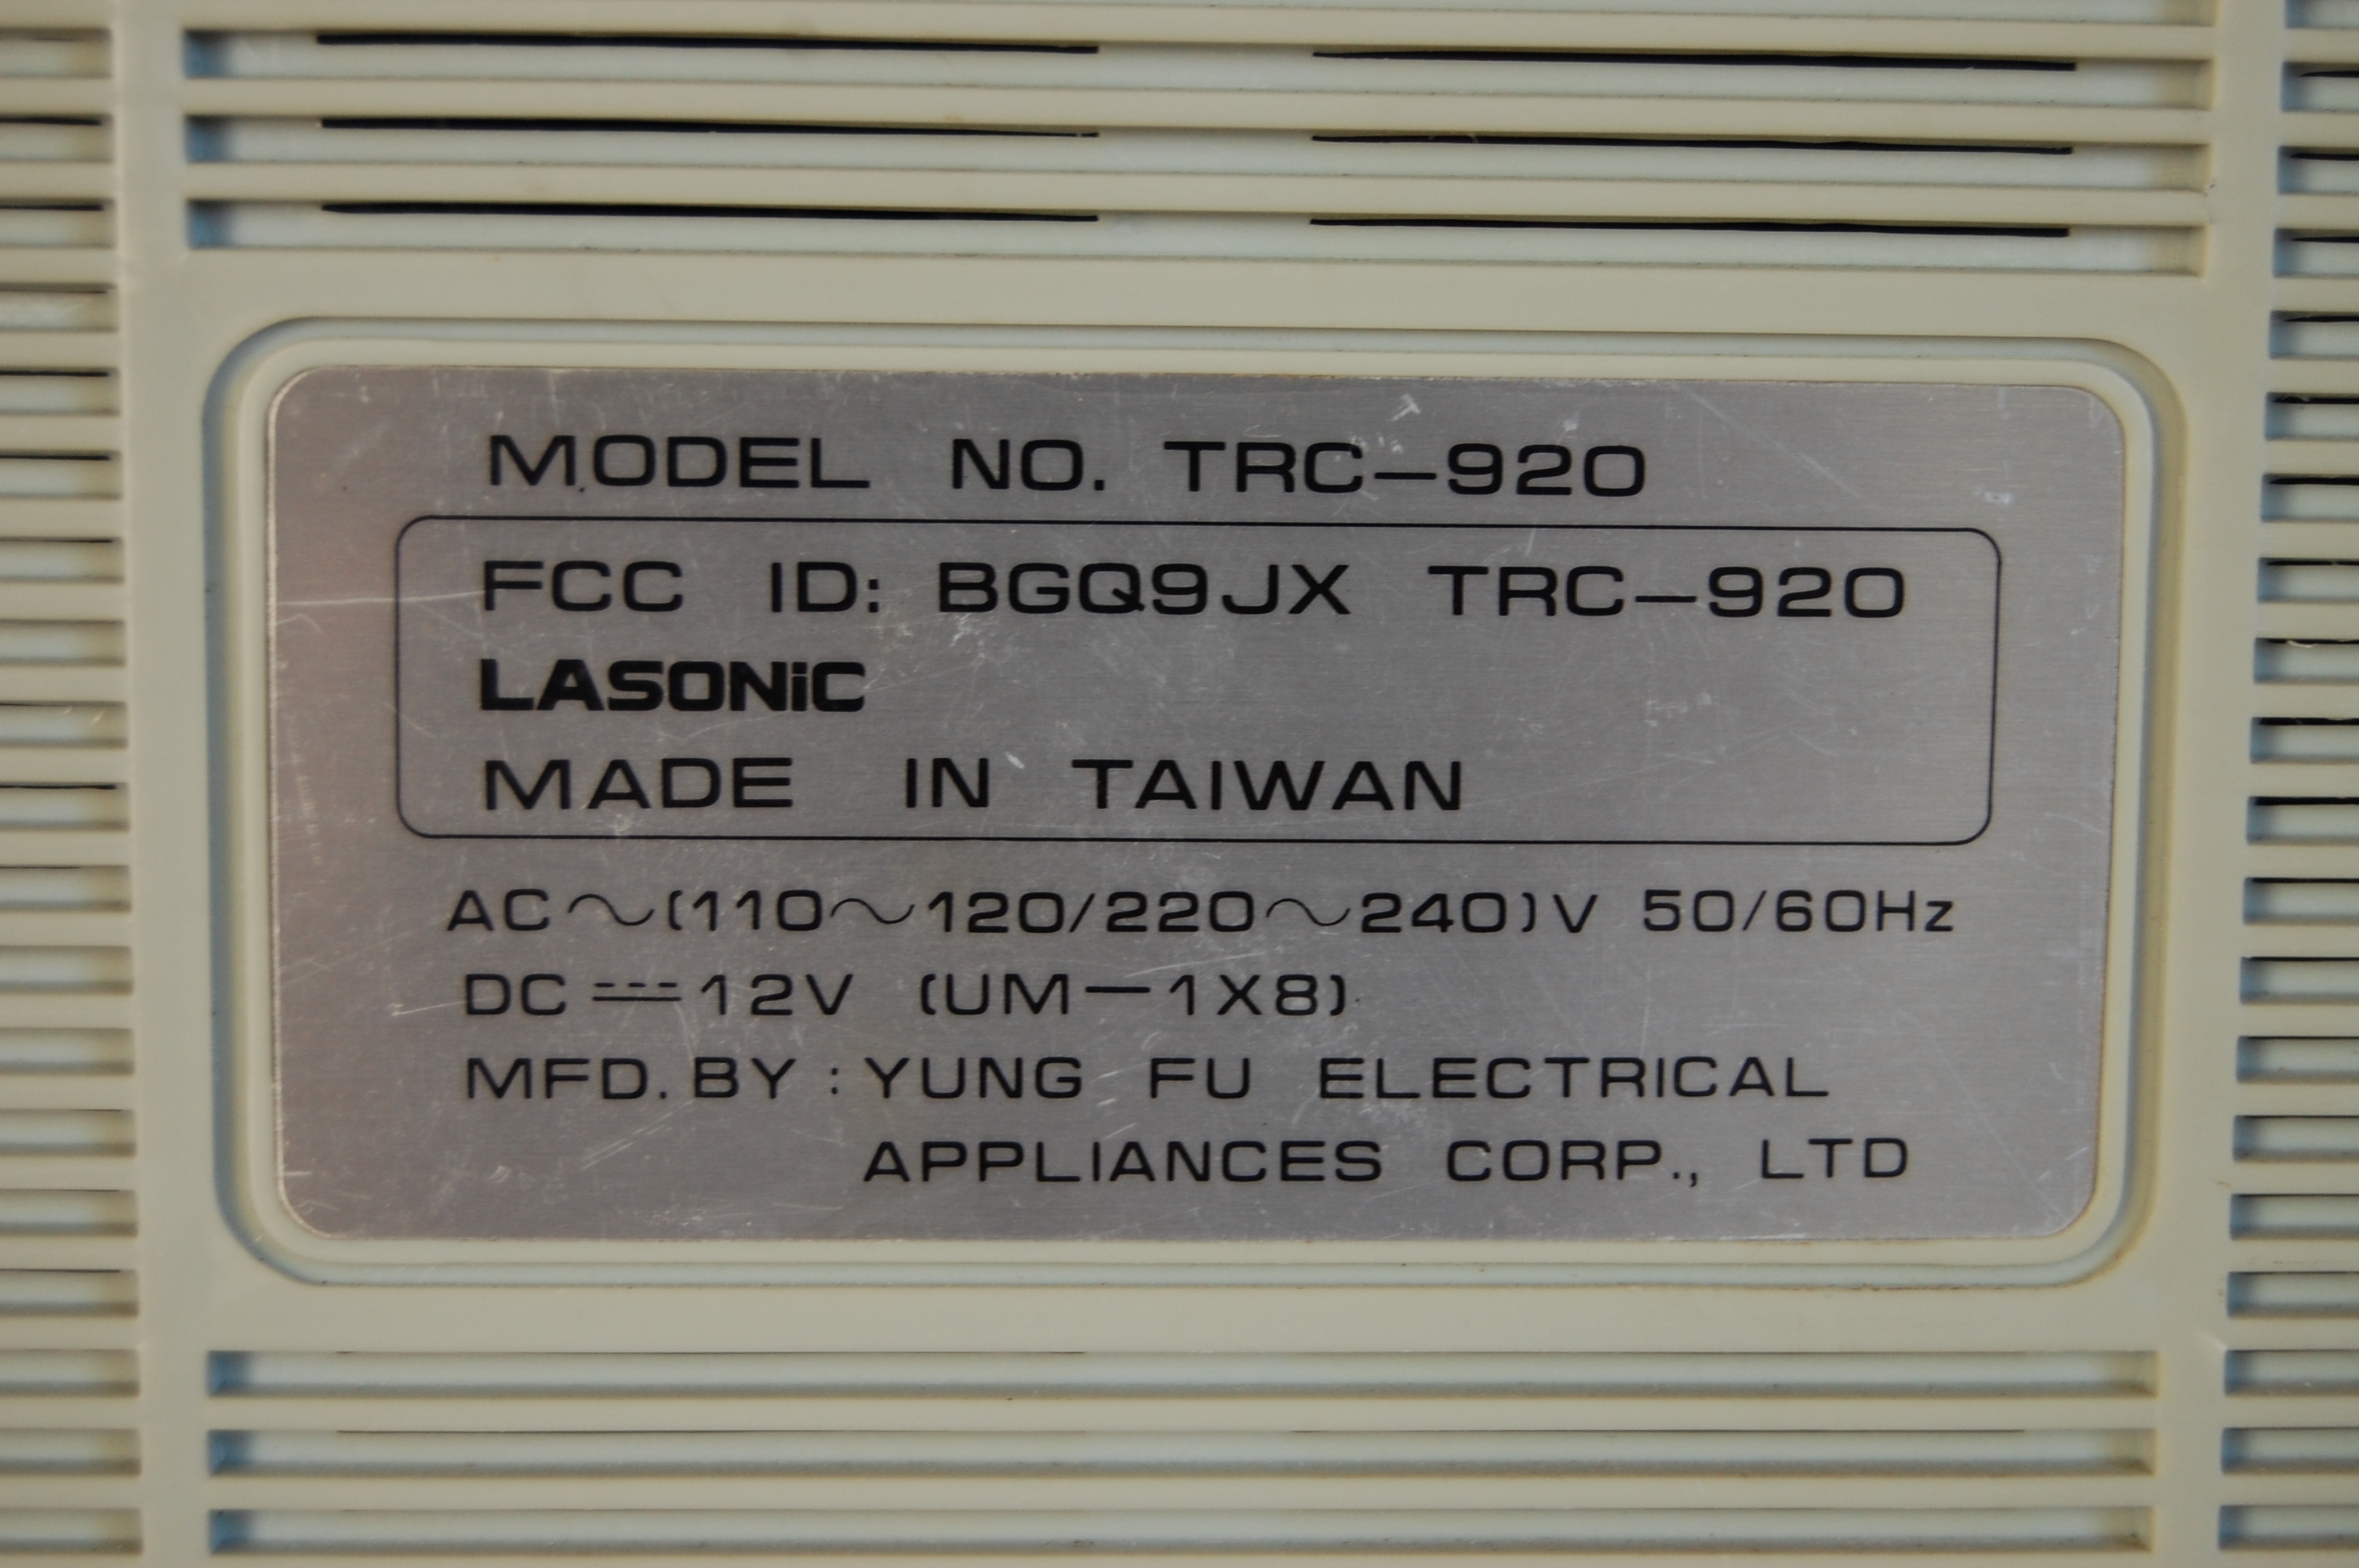 MODEL NO. TRC-920
FCC ID: BGQ9JX TRC-920
LASONiC
MADE IN TAIWAN
AC～(110～120/220～240)V 50/60Hz
DC⎓12V (UM-1X8)
MFD. BY : YUNG FU ELECTRICAL
APPLIANCES CORP., LTD